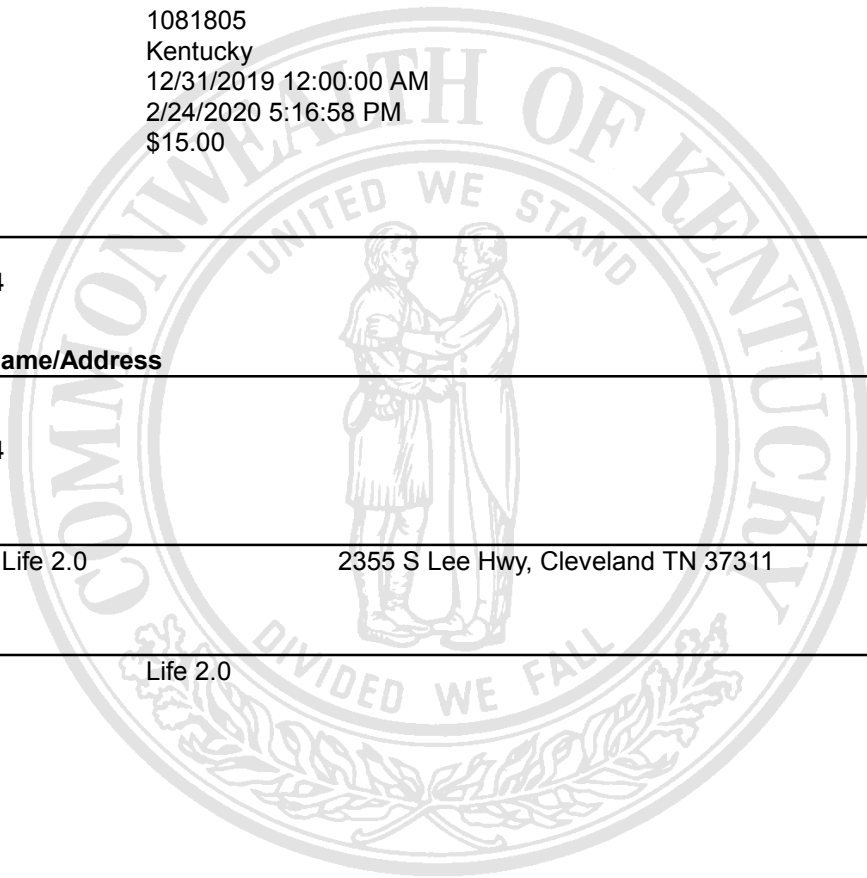 1081805
Kentucky
12/31/2019 12:00:00 AM
2/24/2020 5:16:58 PM
$15.00
4
ame/Address
4
Life 2.0 2355 S Lee Hwy, Cleveland TN 37311
Life 2.0
COMMONWEALTH OF KENTUCKY
UNITED WE STAND
DIVIDED WE FALL